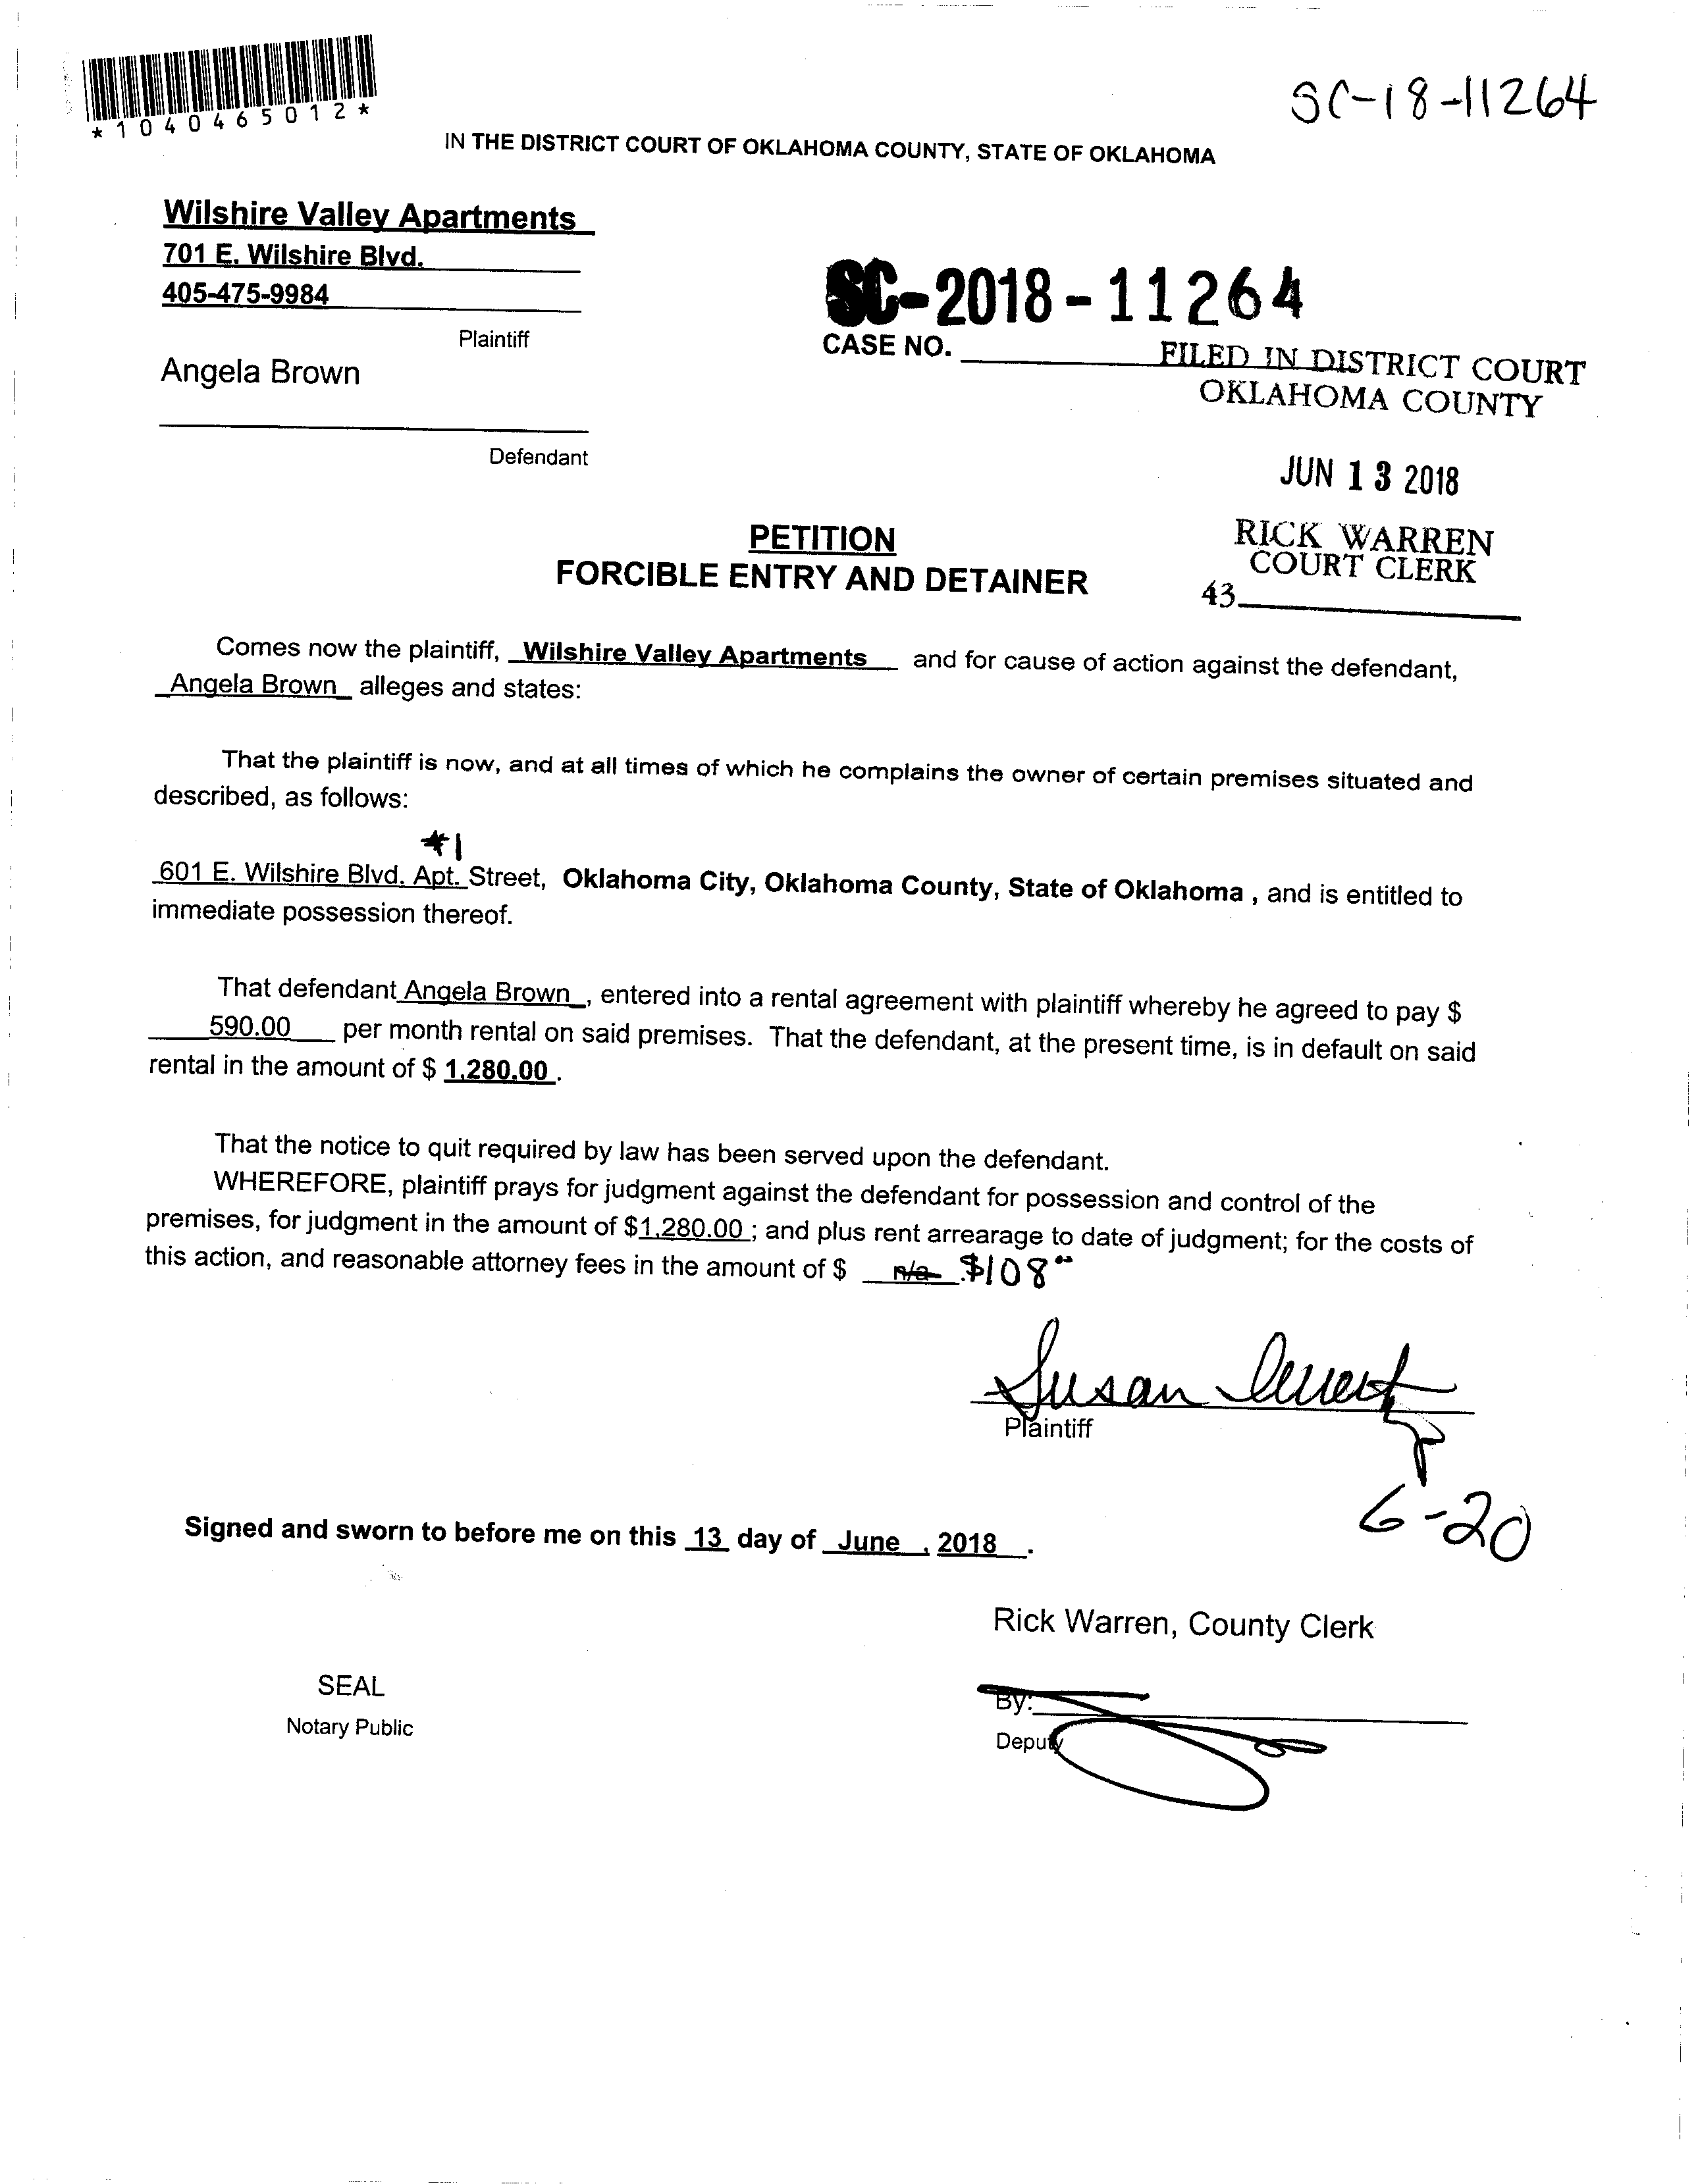 SC-18-11264
*1040465012*
IN THE DISTRICT COURT OF OKLAHOMA COUNTY, STATE OF OKLAHOMA
Wilshire Valley Apartments
701 E. Wilshire Blvd.
405-475-9984
Plaintiff
Angela Brown
Defendant
SC-2018-11264
CASE NO.
FILED IN DISTRICT COURT
OKLAHOMA COUNTY
JUN 13 2018
RICK WARREN
COURT CLERK
43
PETITION
FORCIBLE ENTRY AND DETAINER
Comes now the plaintiff, Wilshire Valley Apartments and for cause of action against the defendant,
Angela Brown alleges and states:
That the plaintiff is now, and at all times of which he complains the owner of certain premises situated and
described, as follows:
#1
601 E. Wilshire Blvd. Apt. Street, Oklahoma City, Oklahoma County, State of Oklahoma , and is entitled to
immediate possession thereof.
That defendant Angela Brown , entered into a rental agreement with plaintiff whereby he agreed to pay $
590.00 per month rental on said premises. That the defendant, at the present time, is in default on said
rental in the amount of $ 1,280.00 .
That the notice to quit required by law has been served upon the defendant.
WHEREFORE, plaintiff prays for judgment against the defendant for possession and control of the
premises, for judgment in the amount of $1,280.00 ; and plus rent arrearage to date of judgment; for the costs of
this action, and reasonable attorney fees in the amount of $ n/a . $108
Susan
Plaintiff
6-20
Signed and sworn to before me on this 13 day of June , 2018 .
Rick Warren, County Clerk
SEAL
Notary Public
By:
Deputy